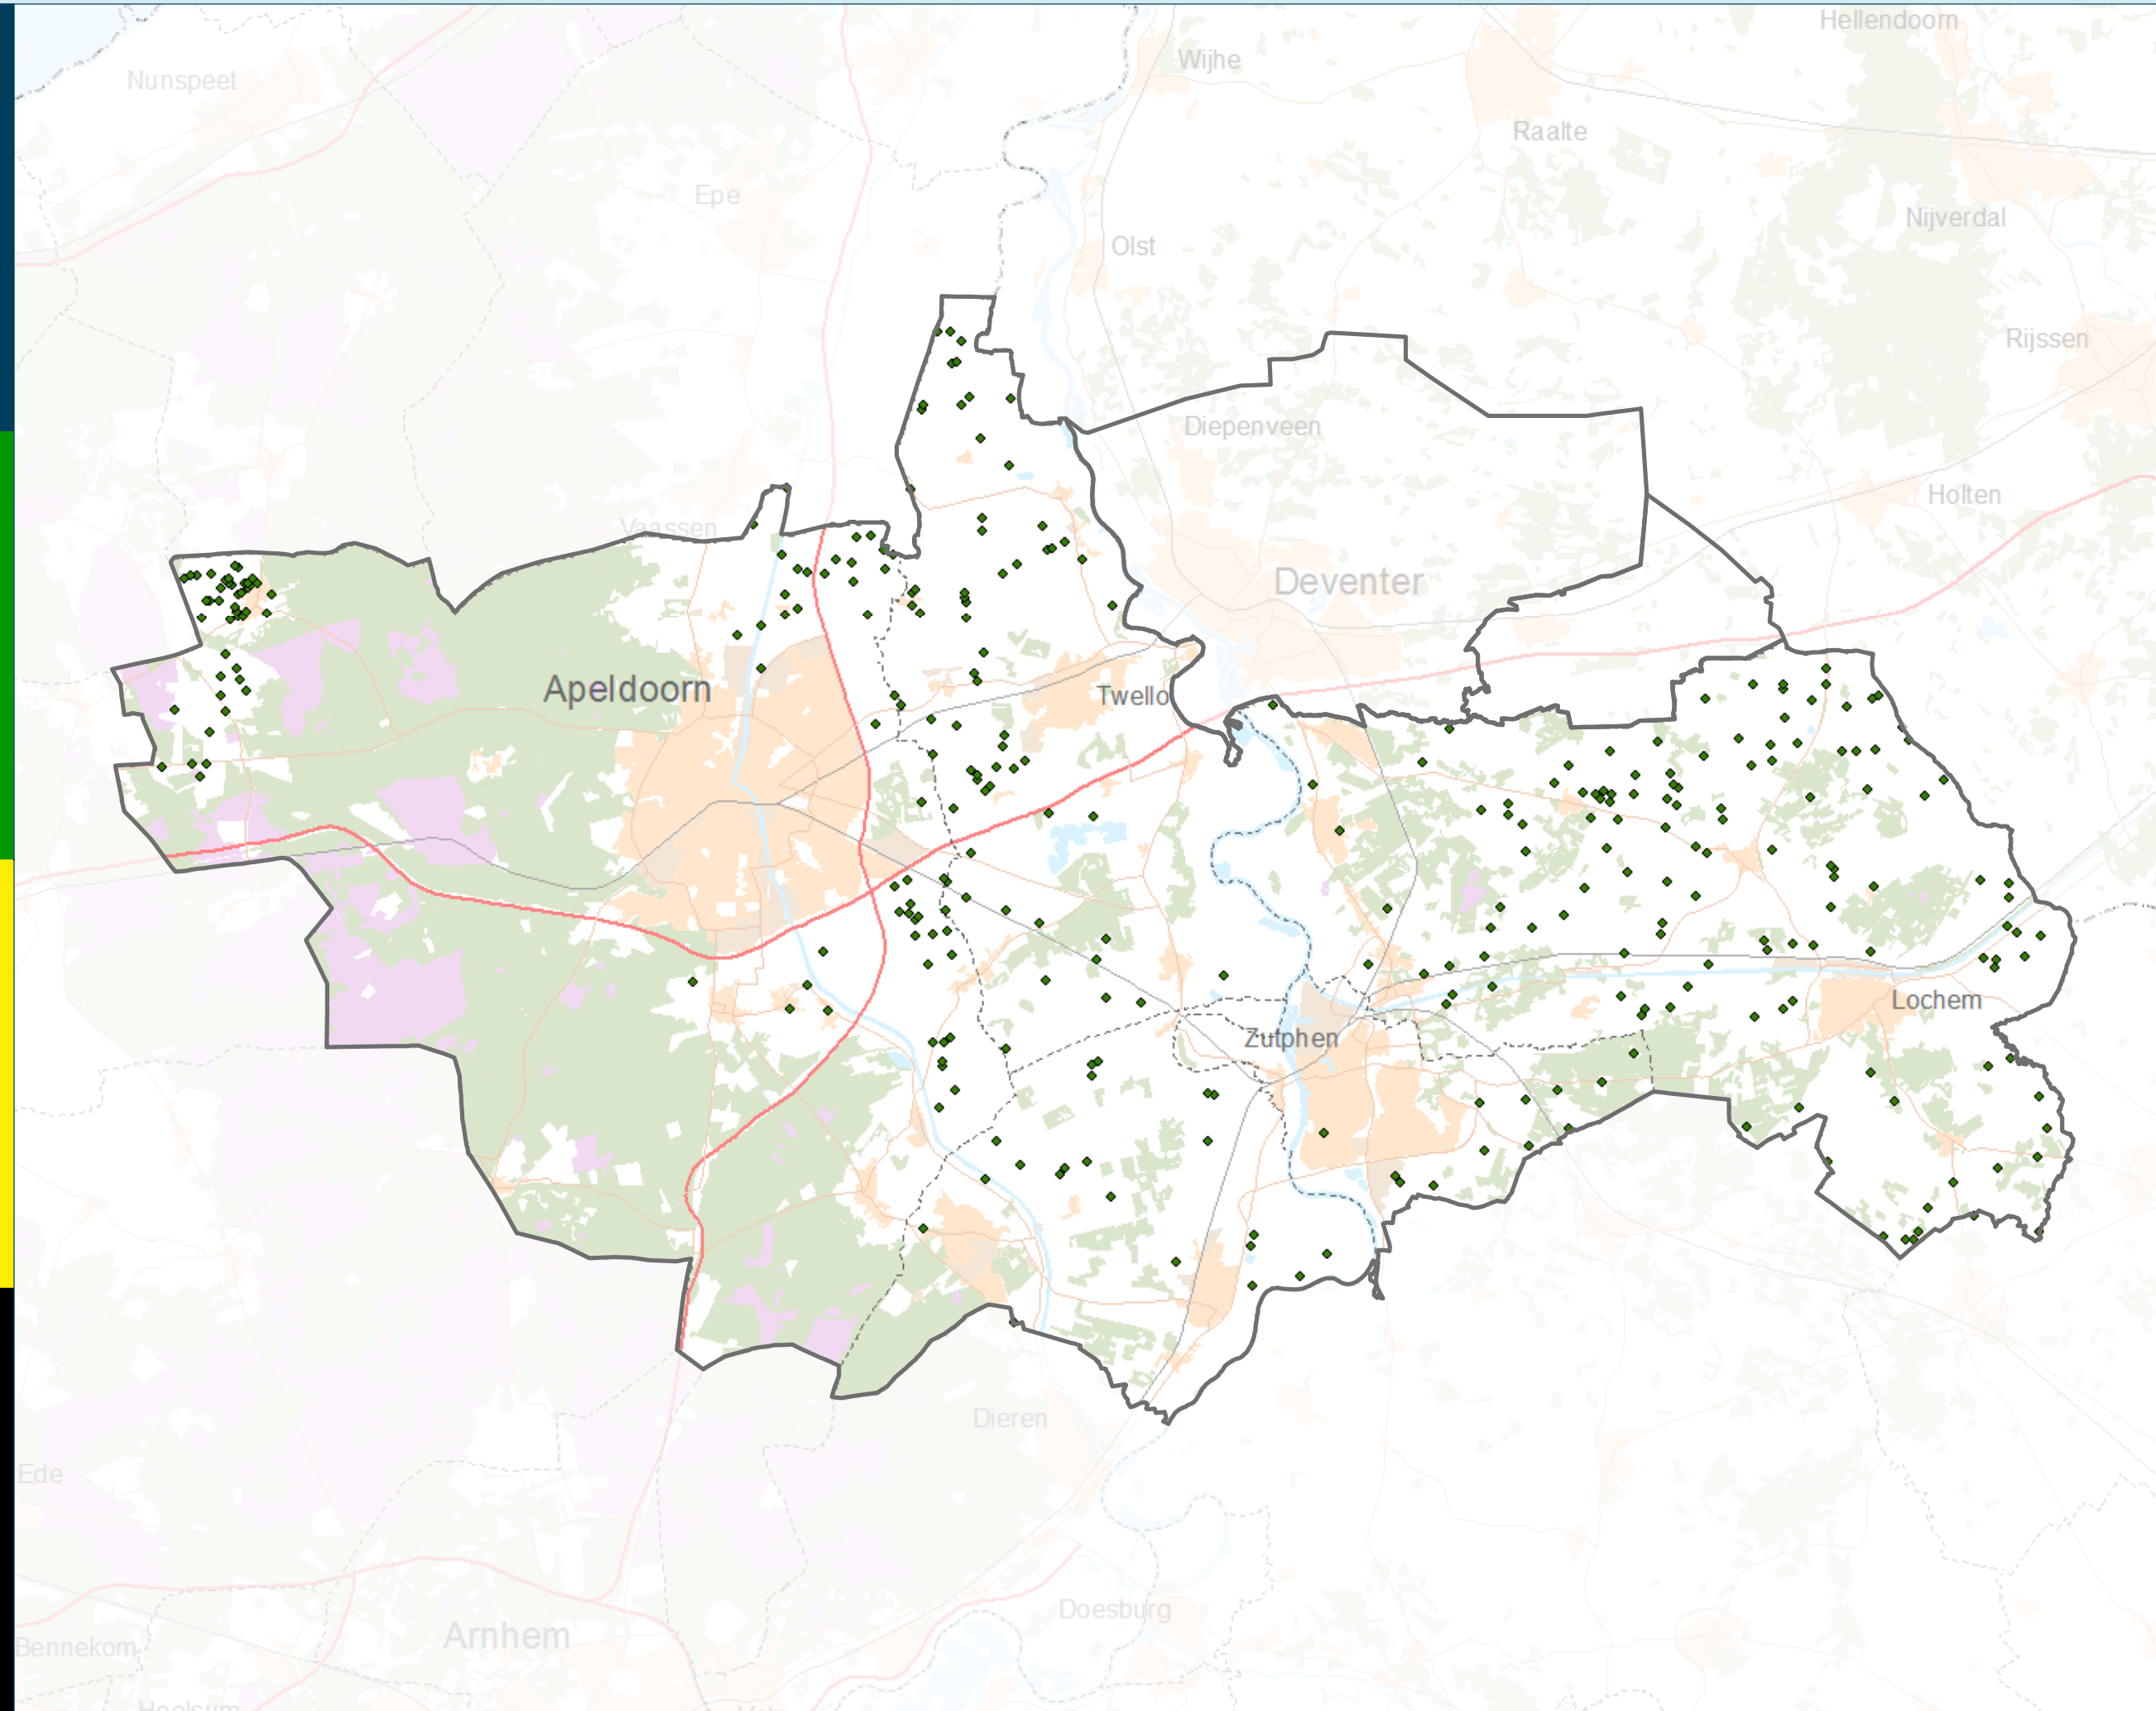 Hellendoorn
Wijhe
Nunspeet
Raalte
Epe
Nijverdal
Olst
Rijssen
Diepenveen
Holten
Vaassen
Deventer
Apeldoorn
Twello
Lochem
Zutphen
Dieren
Ede
Doesburg
Arnhem
Bennekom